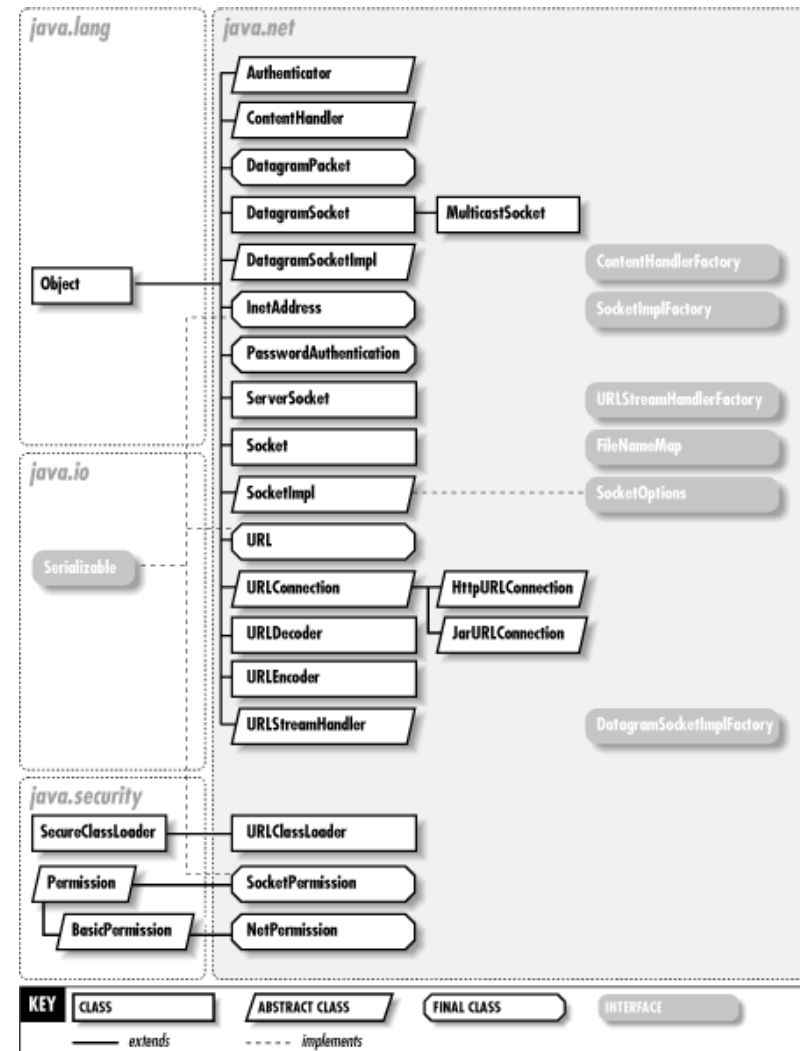 java.lang
java.net
Authenticator
ContentHandler
DatagramPacket
DatagramSocket
MulticastSocket
DatagramSocketImpl
ContentHandlerFactory
Object
InetAddress
SocketImplFactory
PasswordAuthentication
ServerSocket
URLStreamHandlerFactory
Socket
FileNameMap
java.io
SocketImpl
SocketOptions
URL
Serializable
URLConnection
HttpURLConnection
URLDecoder
JarURLConnection
URLEncoder
URLStreamHandler
DatagramSocketImplFactory
java.security
SecureClassLoader
URLClassLoader
Permission
SocketPermission
BasicPermission
NetPermission
KEY
CLASS
ABSTRACT CLASS
FINAL CLASS
INTERFACE
extends
implements